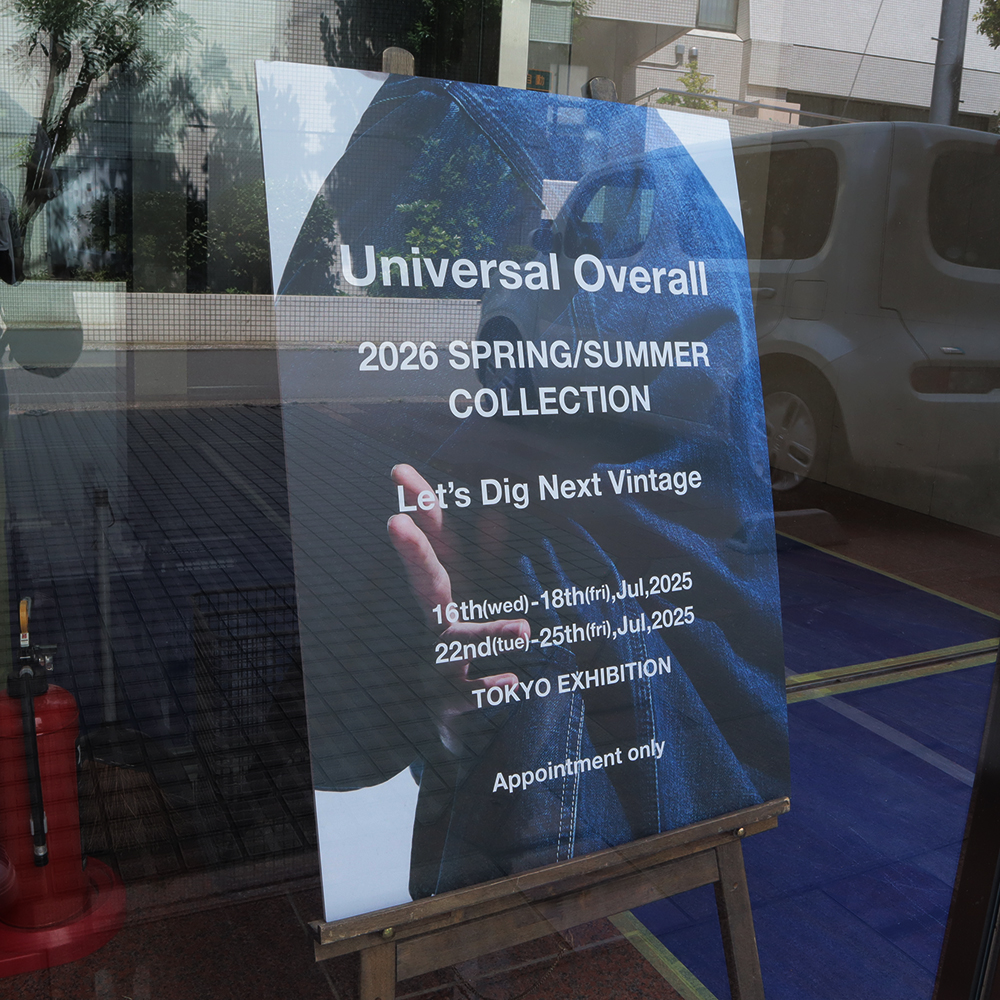 Universal Overall
2026 SPRING/SUMMER
COLLECTION
Let's Dig Next Vintage
16th(wed)-18th(fri),Jul,2025
22nd(tue)-25th(fri),Jul,2025
TOKYO EXHIBITION
Appointment only